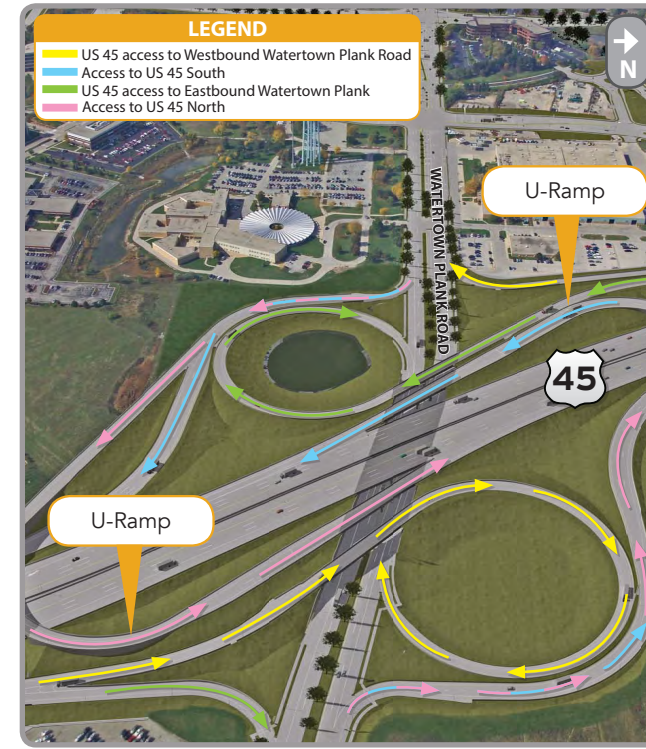 LEGEND
US 45 access to Westbound Watertown Plank Road
Access to US 45 South
US 45 access to Eastbound Watertown Plank
Access to US 45 North
N
WATERTOWN PLANK ROAD
U-Ramp
45
U-Ramp